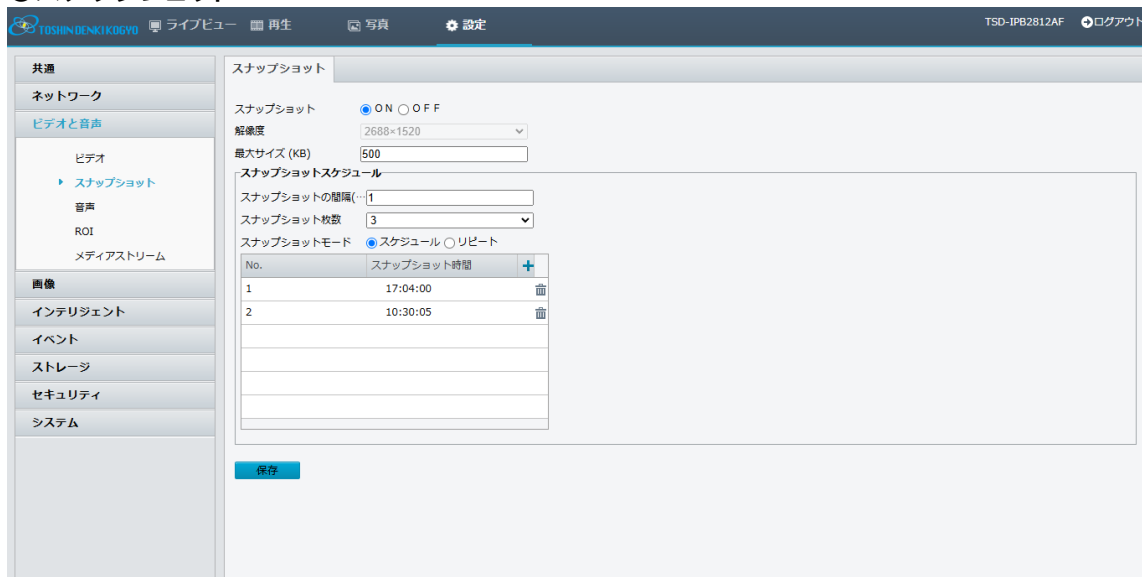 TOSHIN DENKI KOGYO ライブビュー 再生 写真 設定 TSD-IPB2812AF ログアウト
共通
ネットワーク
ビデオと音声
ビデオ
スナップショット
音声
ROI
メディアストリーム
画像
インテリジェント
イベント
ストレージ
セキュリティ
システム
スナップショット
スナップショット ON OFF
解像度 2688×1520
最大サイズ (KB) 500
スナップショットスケジュール
スナップショットの間隔(… 1
スナップショット枚数 3
スナップショットモード スケジュール リピート
No. スナップショット時間 +
1 17:04:00
2 10:30:05
保存